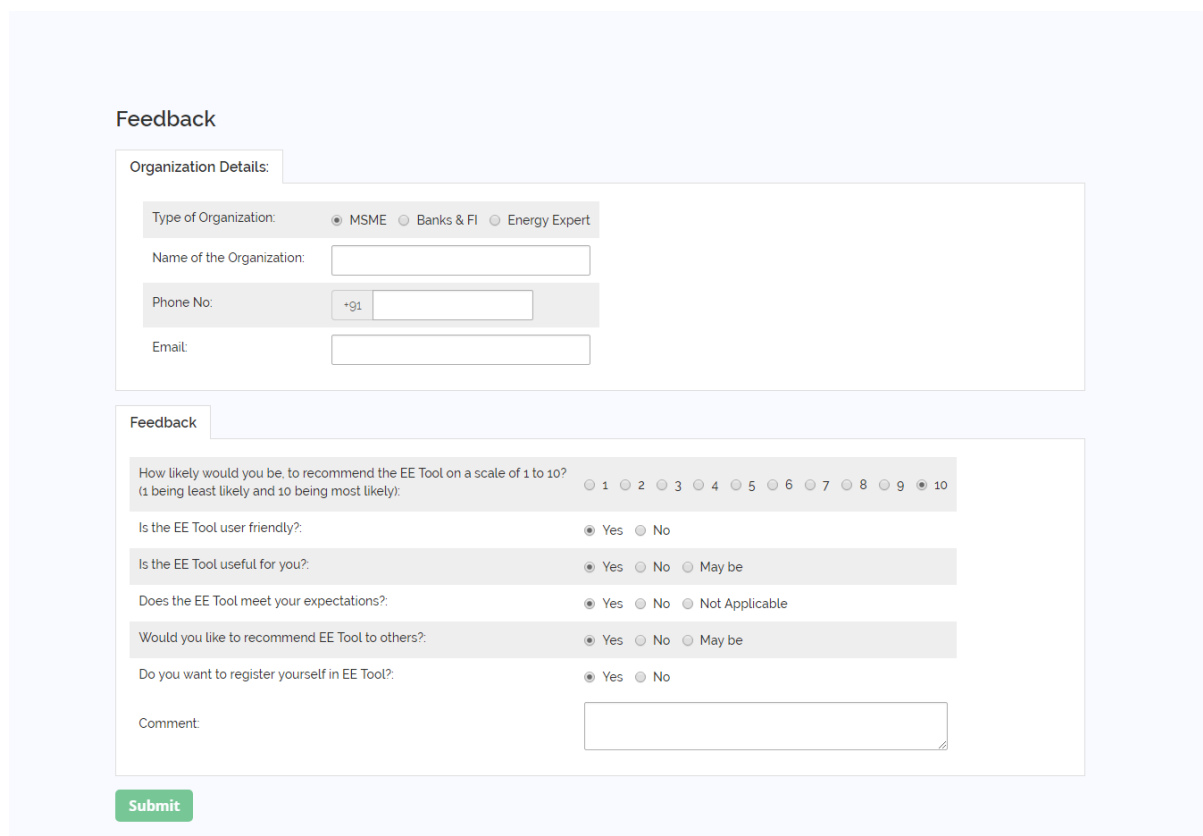 Feedback
Organization Details:
Type of Organization: MSME Banks & FI Energy Expert
Name of the Organization:
Phone No: +91
Email:
Feedback
How likely would you be, to recommend the EE Tool on a scale of 1 to 10?
(1 being least likely and 10 being most likely): 1 2 3 4 5 6 7 8 9 10
Is the EE Tool user friendly?: Yes No
Is the EE Tool useful for you?: Yes No May be
Does the EE Tool meet your expectations?: Yes No Not Applicable
Would you like to recommend EE Tool to others?: Yes No May be
Do you want to register yourself in EE Tool?: Yes No
Comment:
Submit